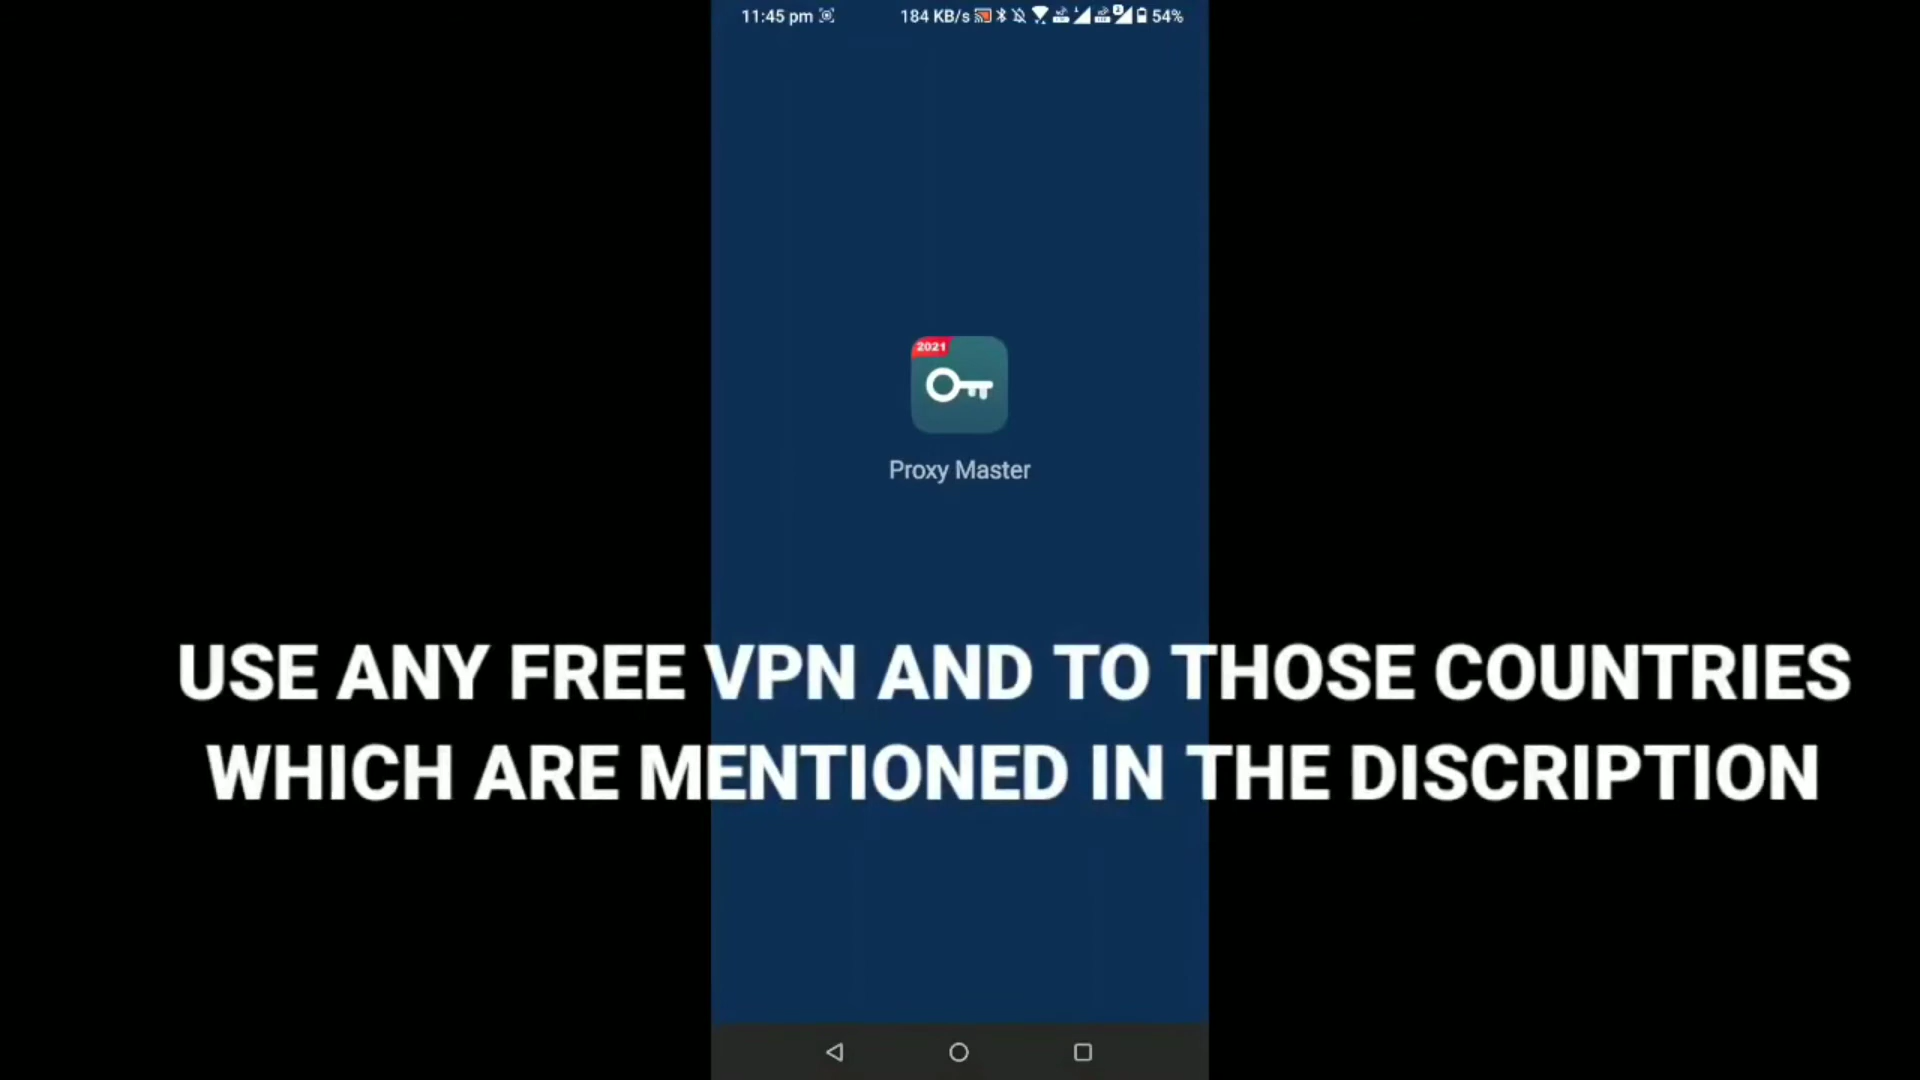 11:45 pm
184 KB/s
54%
2021
Proxy Master
USE ANY FREE VPN AND TO THOSE COUNTRIES
WHICH ARE MENTIONED IN THE DISCRIPTION